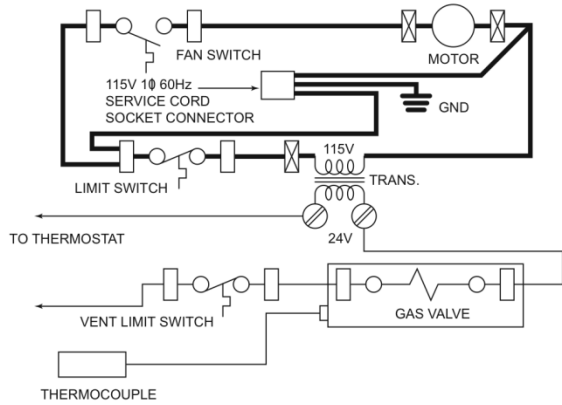 FAN SWITCH
MOTOR
115V 1ϕ 60Hz
SERVICE CORD
SOCKET CONNECTOR
GND
115V
LIMIT SWITCH
TRANS.
TO THERMOSTAT
24V
VENT LIMIT SWITCH
GAS VALVE
THERMOCOUPLE